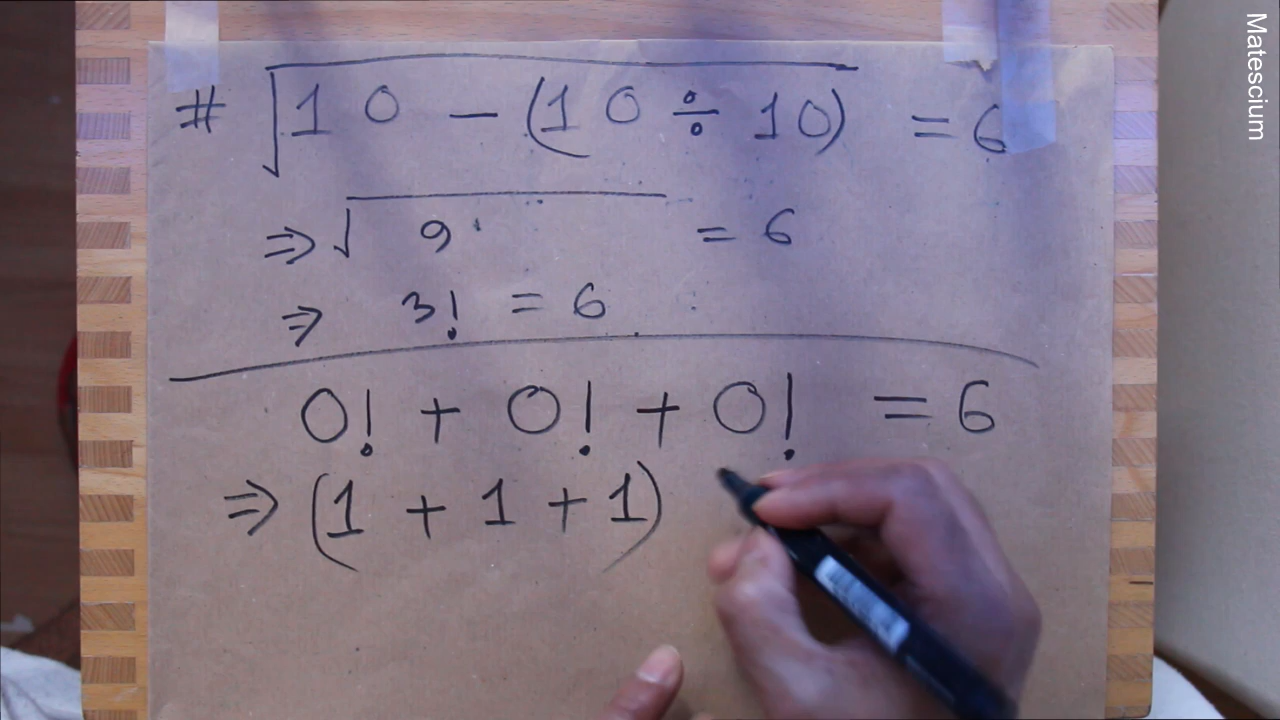 # √10 − (10 ÷ 10) = 6
⇒ √9 = 6
⇒ 3! = 6
0! + 0! + 0! = 6
⇒ (1 + 1 + 1)
Matescium